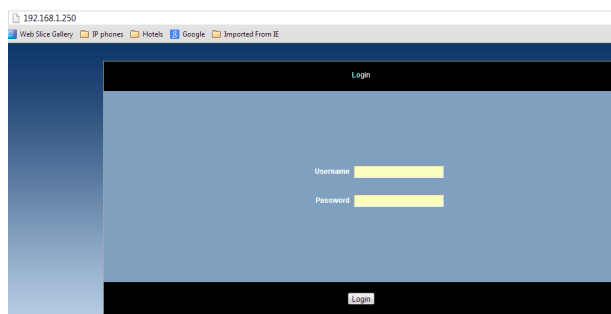 192.168.1.250
Web Slice Gallery IP phones Hotels Google Imported From IE
Login
Username
Password
Login